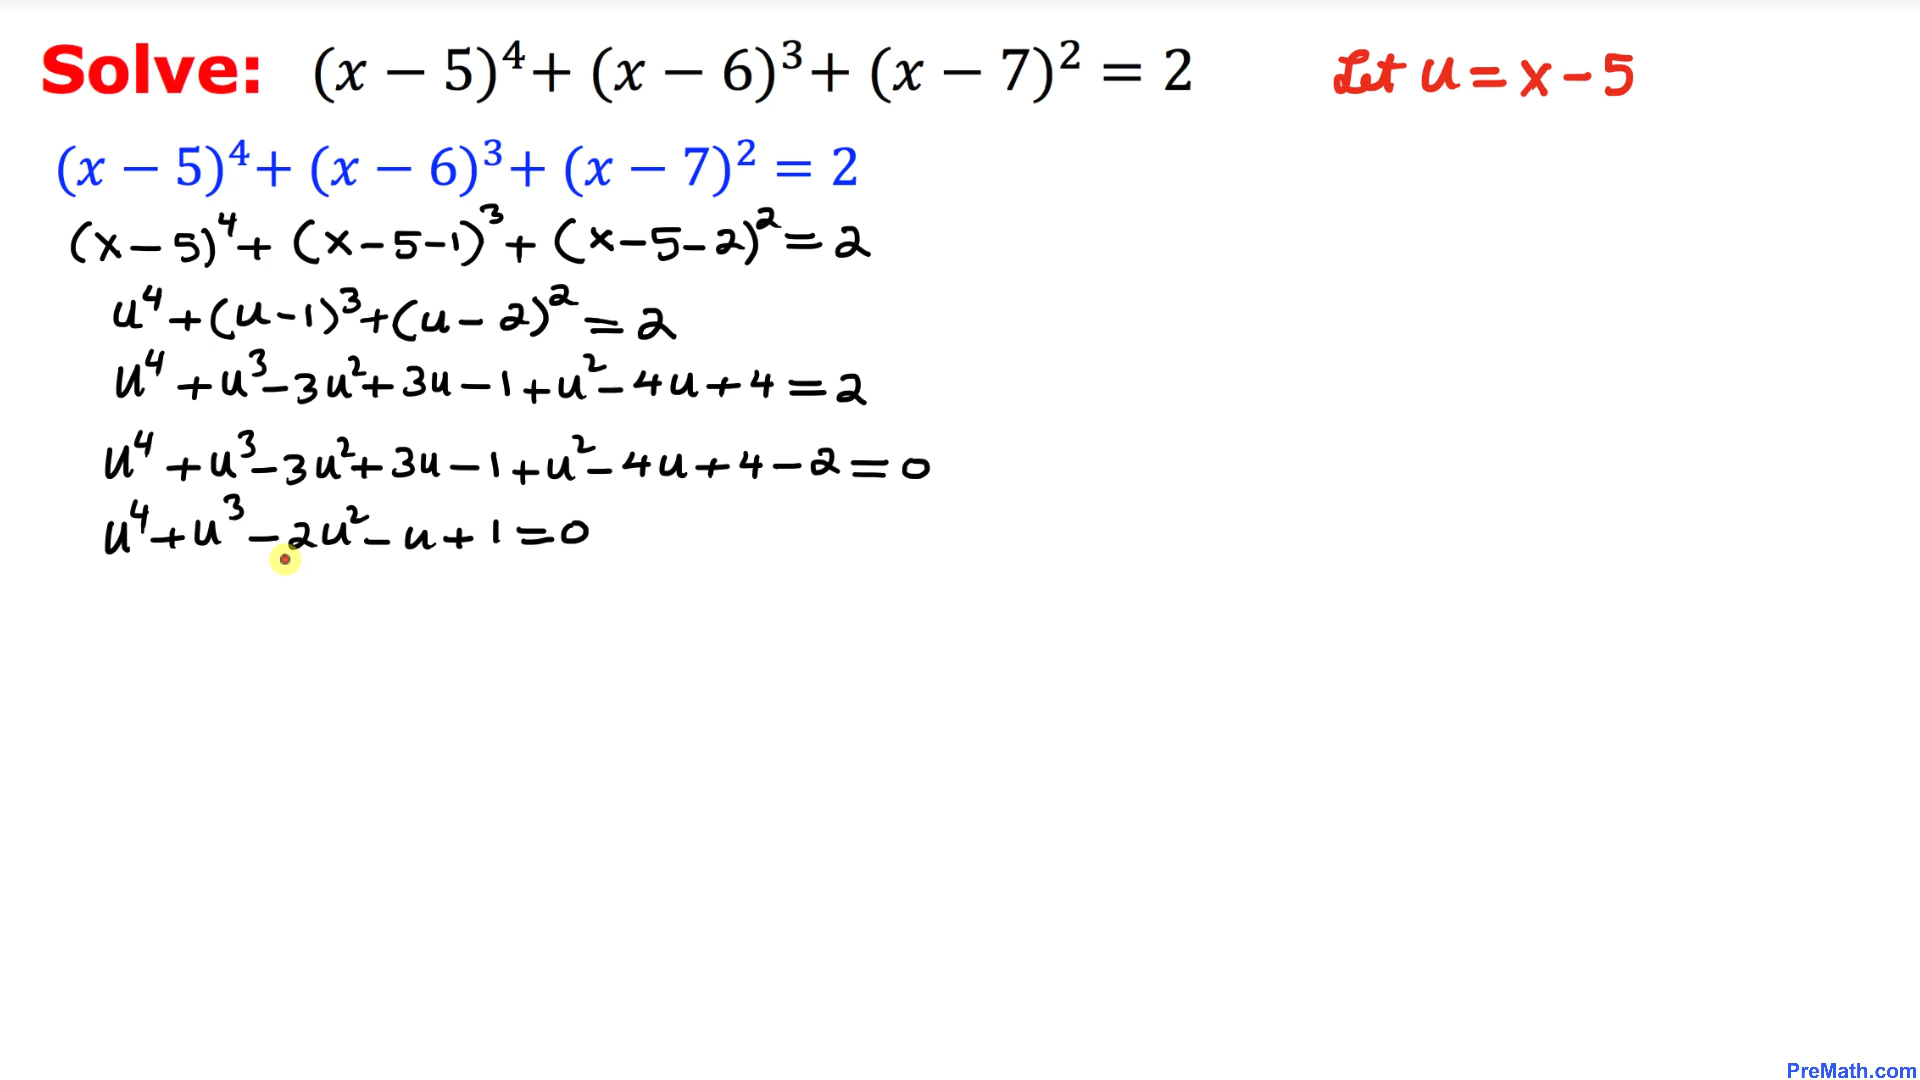 Solve: (x − 5)⁴+ (x − 6)³+ (x − 7)² = 2
Let u = x − 5
(x − 5)⁴+ (x − 6)³+ (x − 7)² = 2
(x − 5)⁴ + (x − 5 − 1)³ + (x − 5 − 2)² = 2
u⁴ + (u − 1)³ + (u − 2)² = 2
u⁴ + u³ − 3u² + 3u − 1 + u² − 4u + 4 = 2
u⁴ + u³ − 3u² + 3u − 1 + u² − 4u + 4 − 2 = 0
u⁴ + u³ − 2u² − u + 1 = 0
PreMath.com